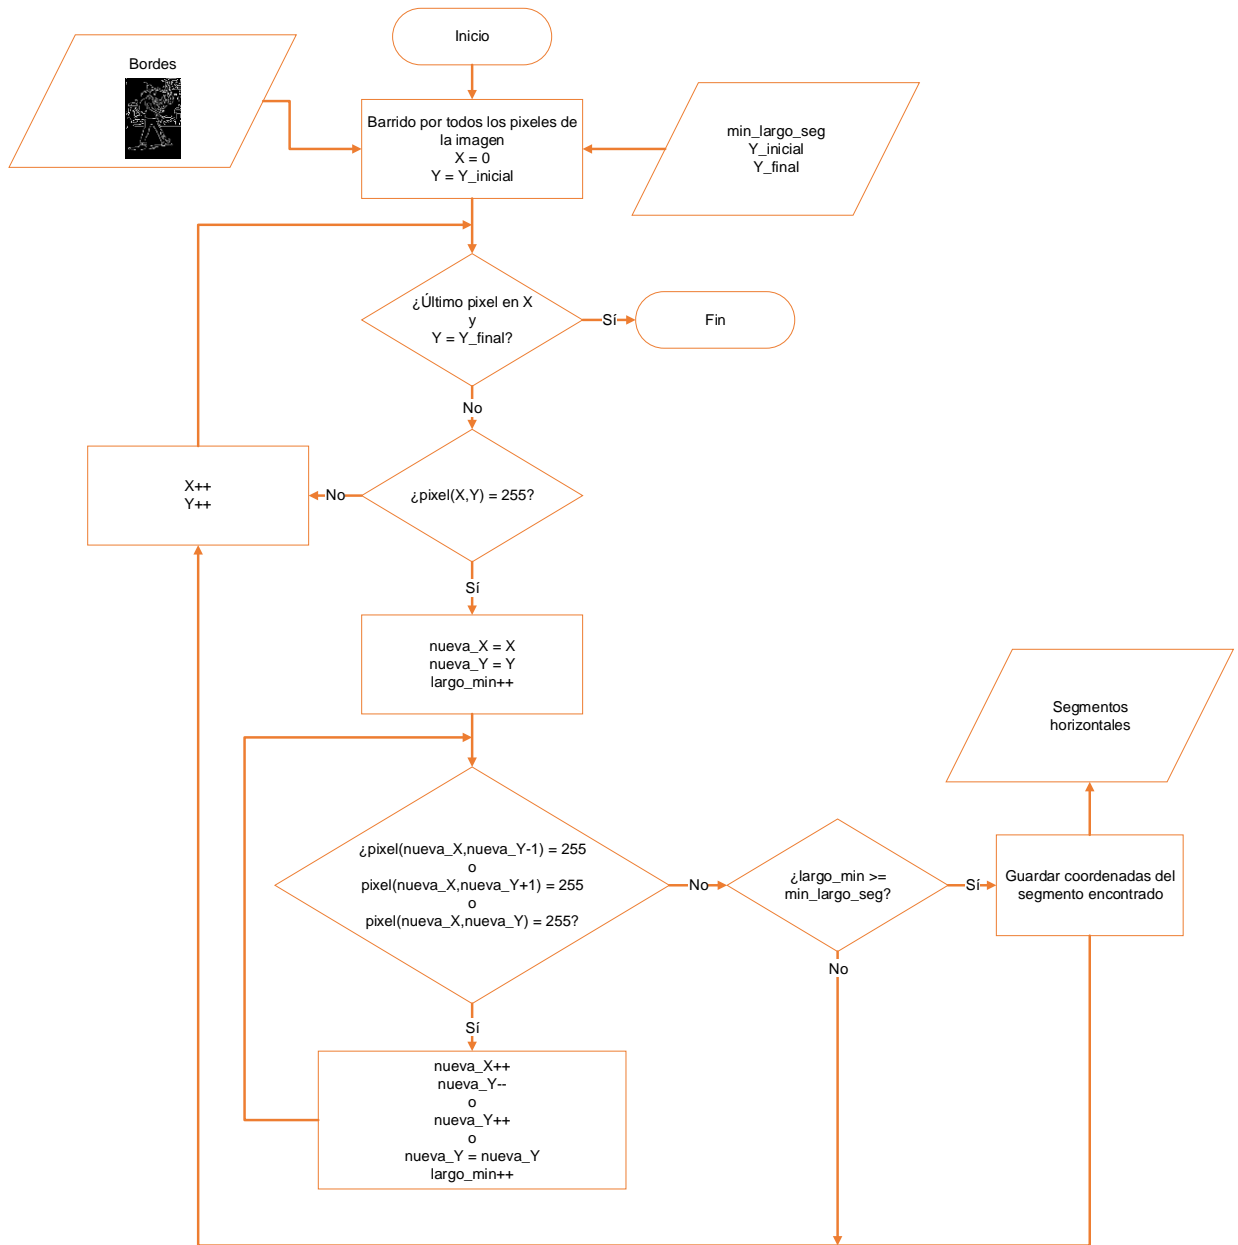 Inicio
Bordes
Barrido por todos los pixeles de
la imagen
X = 0
Y = Y_inicial
min_largo_seg
Y_inicial
Y_final
¿Último pixel en X
y
Y = Y_final?
Sí
Fin
No
X++
Y++
No
¿pixel(X,Y) = 255?
Sí
nueva_X = X
nueva_Y = Y
largo_min++
Segmentos
horizontales
¿pixel(nueva_X,nueva_Y-1) = 255
o
pixel(nueva_X,nueva_Y+1) = 255
o
pixel(nueva_X,nueva_Y) = 255?
No
¿largo_min >=
min_largo_seg?
Sí
Guardar coordenadas del
segmento encontrado
No
Sí
nueva_X++
nueva_Y--
o
nueva_Y++
o
nueva_Y = nueva_Y
largo_min++